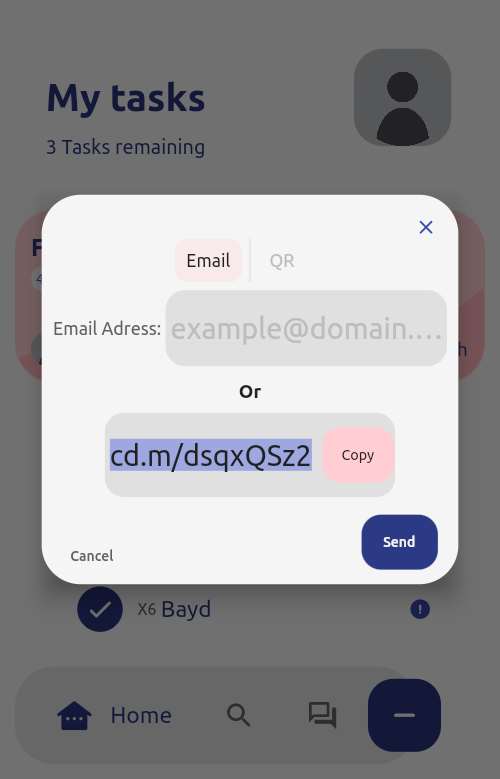 My tasks
3 Tasks remaining
F
4
Email QR
Email Adress: example@domain....
Or
cd.m/dsqxQSz2 Copy
h
Send
Cancel
X6 Bayd !
Home